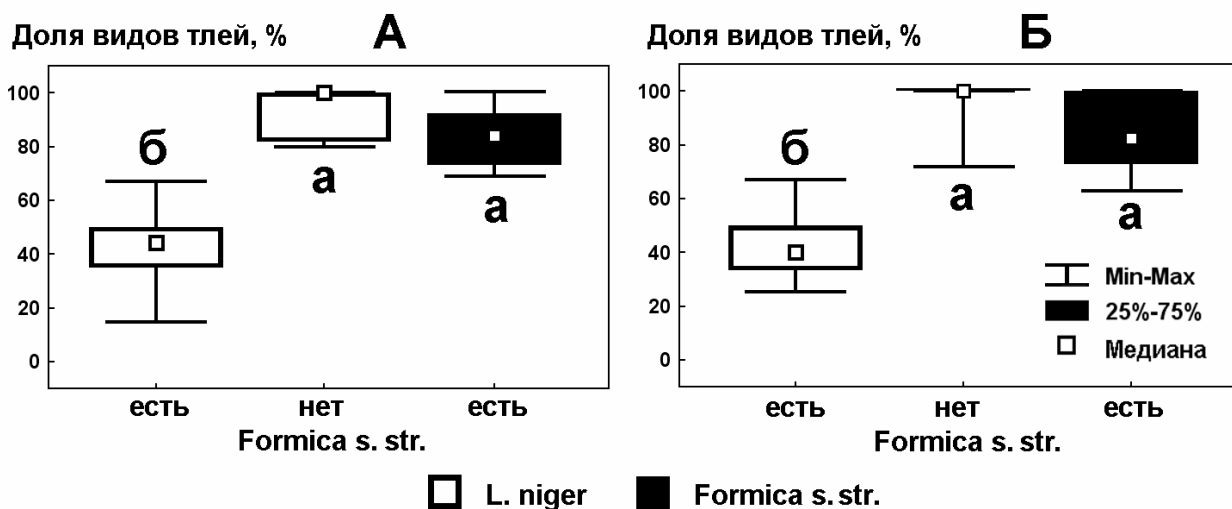 Доля видов тлей, %
А
100
80
60
40
20
0
б
а
а
есть нет есть
Formica s. str.
Доля видов тлей, %
Б
100
80
60
40
20
0
б
а
а
Min-Max
25%-75%
Медиана
есть нет есть
Formica s. str.
L. niger Formica s. str.